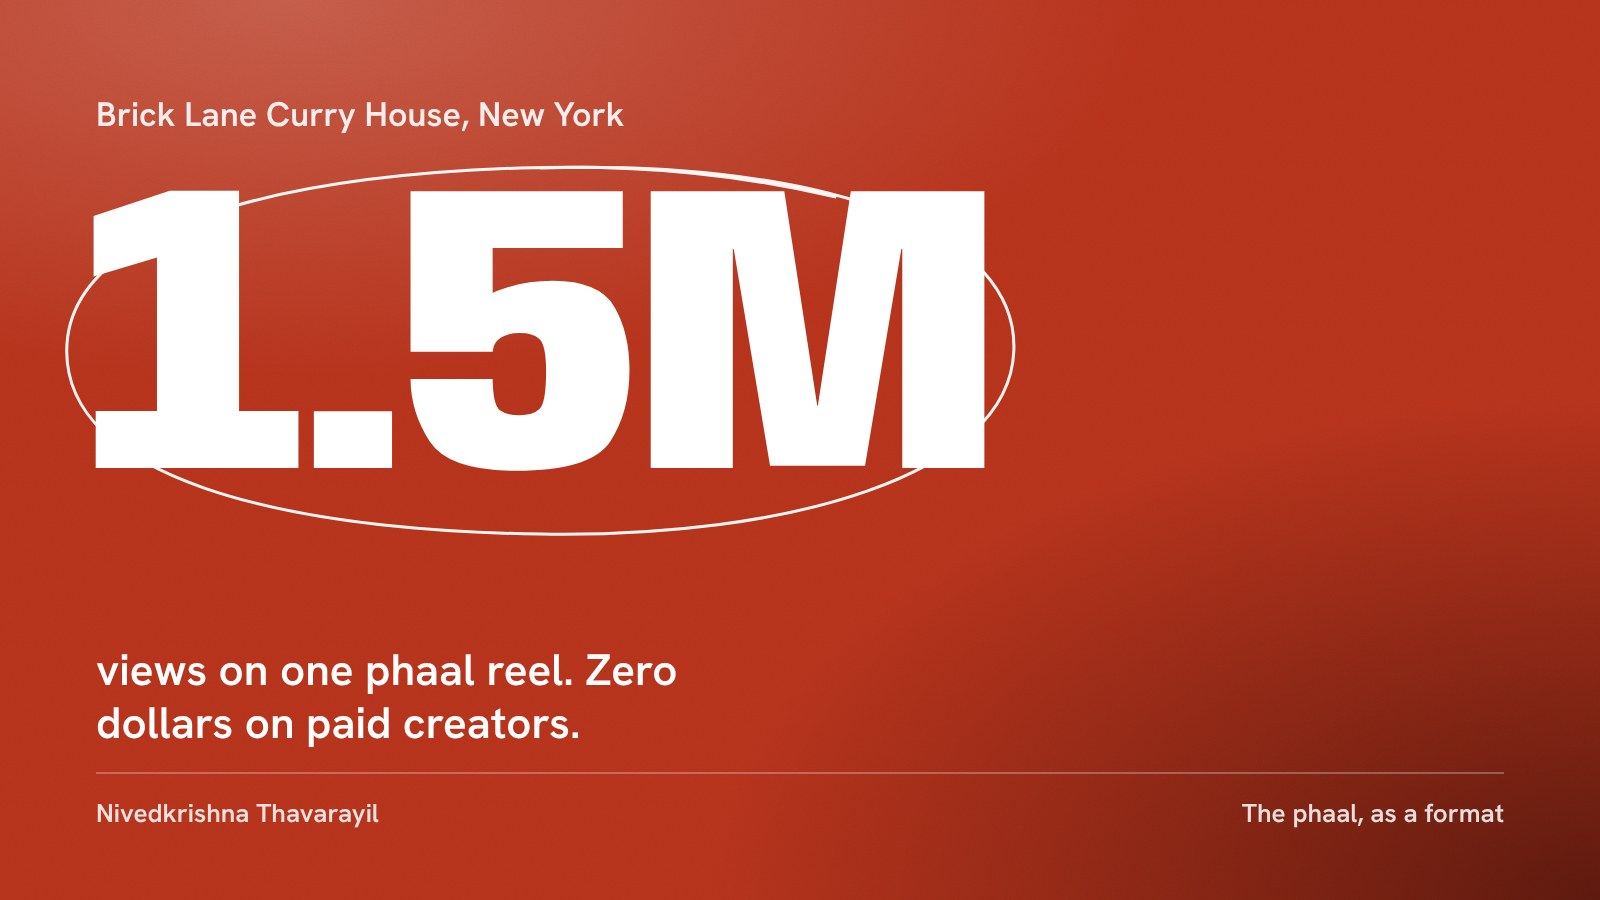 Brick Lane Curry House, New York
1.5M
views on one phaal reel. Zero
dollars on paid creators.
Nivedkrishna Thavarayil
The phaal, as a format